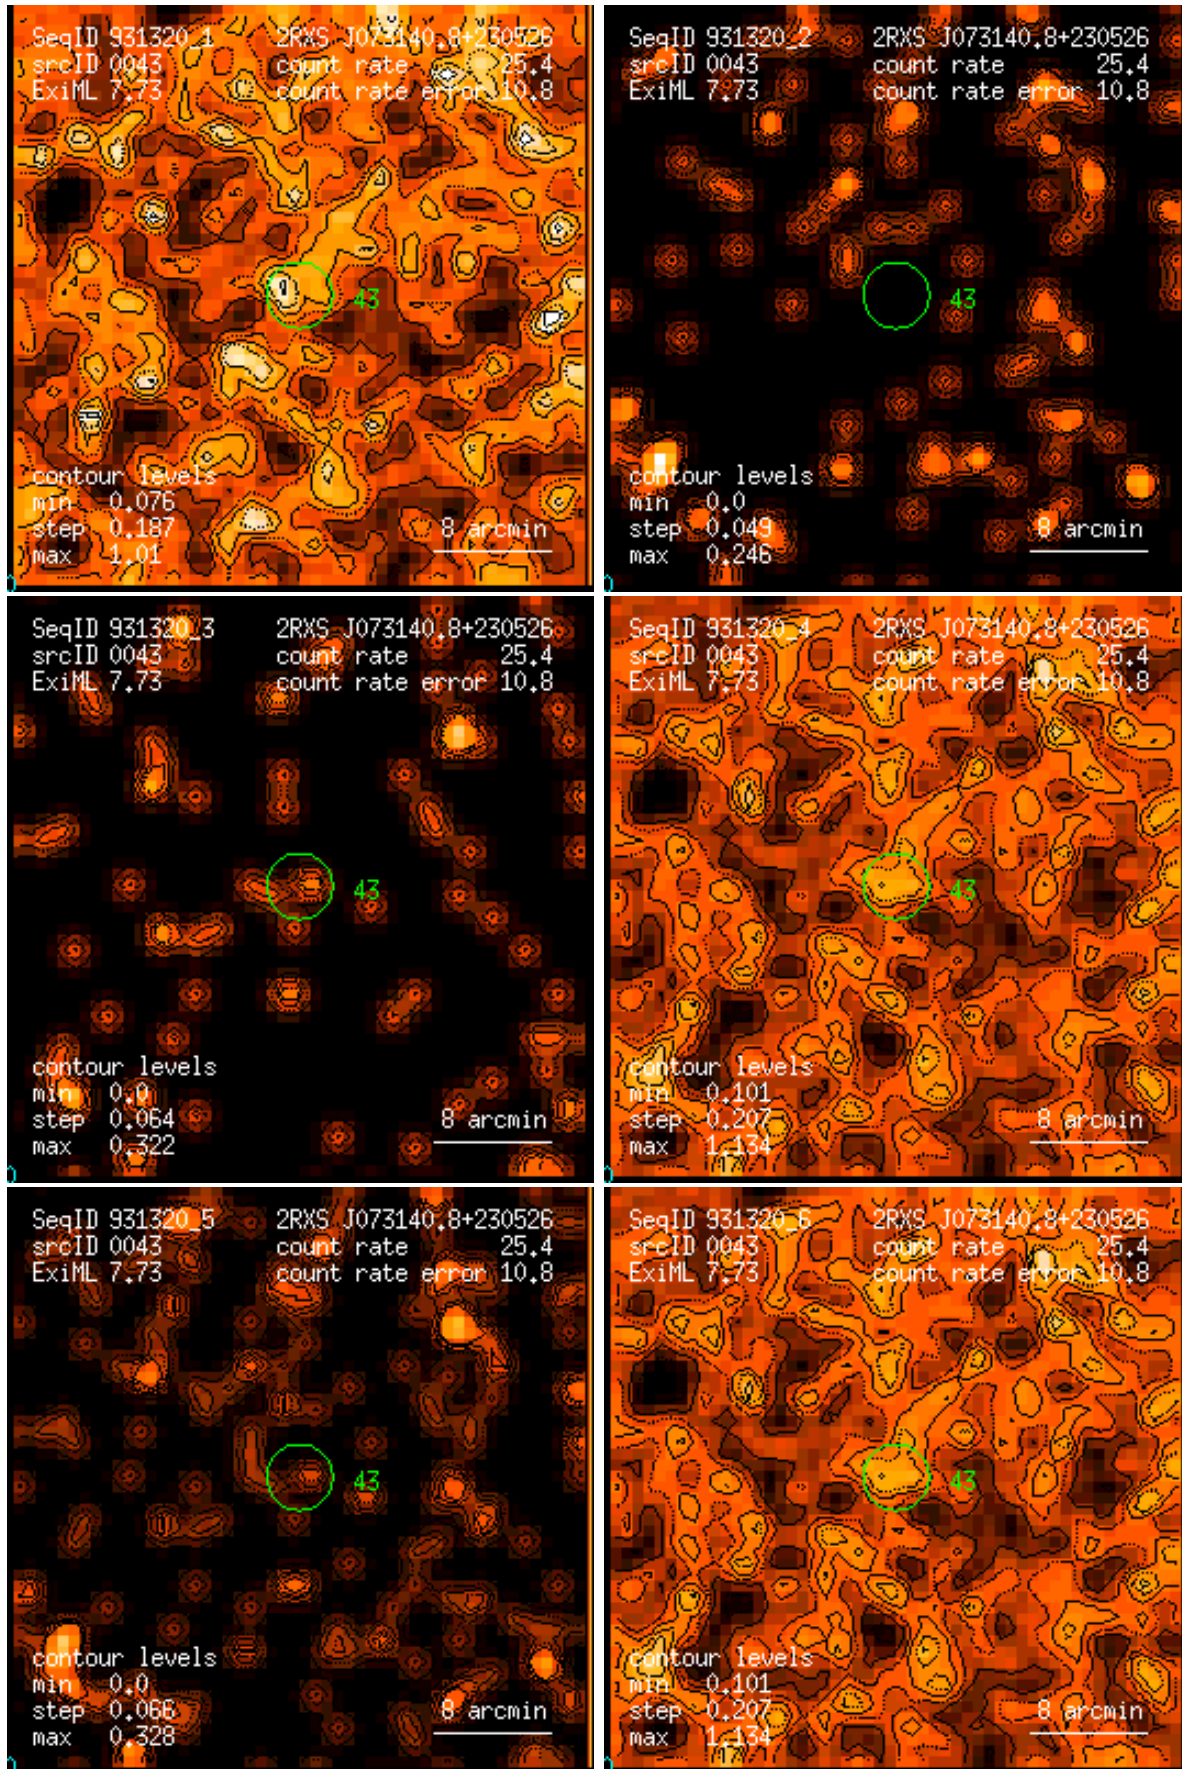 SeqID 931320_1 2RXS J073140.8+230526
srcID 0043 count rate 25.4
ExiML 7.73 count rate error 10.8
43
contour levels
min 0.076
step 0.187 8 arcmin
max 1.01
SeqID 931320_2 2RXS J073140.8+230526
srcID 0043 count rate 25.4
ExiML 7.73 count rate error 10.8
43
contour levels
min 0.0
step 0.049 8 arcmin
max 0.246
SeqID 931320_3 2RXS J073140.8+230526
srcID 0043 count rate 25.4
ExiML 7.73 count rate error 10.8
43
contour levels
min 0.0
step 0.064 8 arcmin
max 0.322
SeqID 931320_4 2RXS J073140.8+230526
srcID 0043 count rate 25.4
ExiML 7.73 count rate error 10.8
43
contour levels
min 0.101
step 0.207 8 arcmin
max 1.134
SeqID 931320_5 2RXS J073140.8+230526
srcID 0043 count rate 25.4
ExiML 7.73 count rate error 10.8
43
contour levels
min 0.0
step 0.066 8 arcmin
max 0.328
SeqID 931320_6 2RXS J073140.8+230526
srcID 0043 count rate 25.4
ExiML 7.73 count rate error 10.8
43
contour levels
min 0.101
step 0.207 8 arcmin
max 1.134